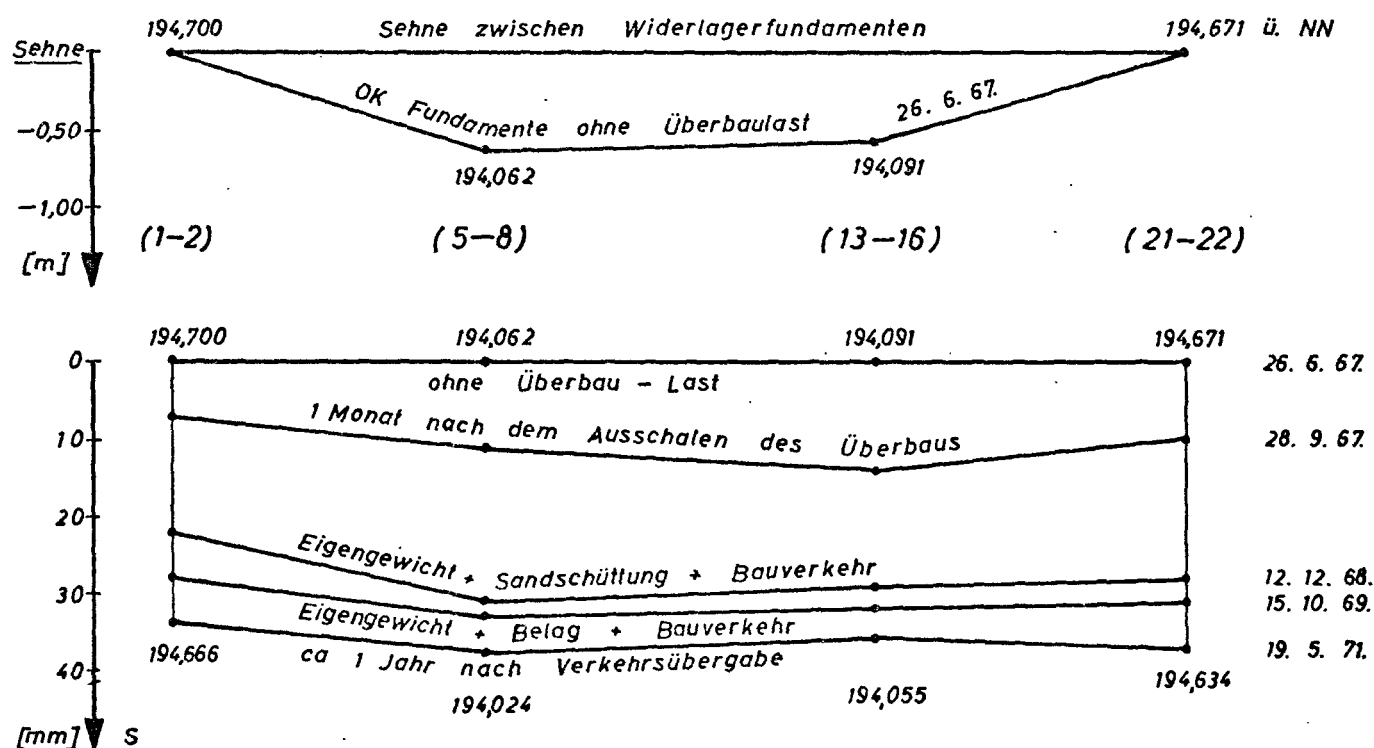 194,700 Sehne zwischen Widerlagerfundamenten 194,671 ü. NN
Sehne
OK Fundamente ohne Überbaulast 26. 6. 67.
-0,50
194,062 194,091
-1,00
(1-2) (5-8) (13-16) (21-22)
[m]
194,700 194,062 194,091 194,671
0 26. 6. 67.
ohne Überbau - Last
1 Monat nach dem Ausschalen des Überbaus
10 28. 9. 67.
20
Eigengewicht + Sandschüttung + Bauverkehr 12. 12. 68.
30 15. 10. 69.
Eigengewicht + Belag + Bauverkehr
194,666 ca 1 Jahr nach Verkehrsübergabe 19. 5. 71.
40
194,024 194,055 194,634
[mm] S